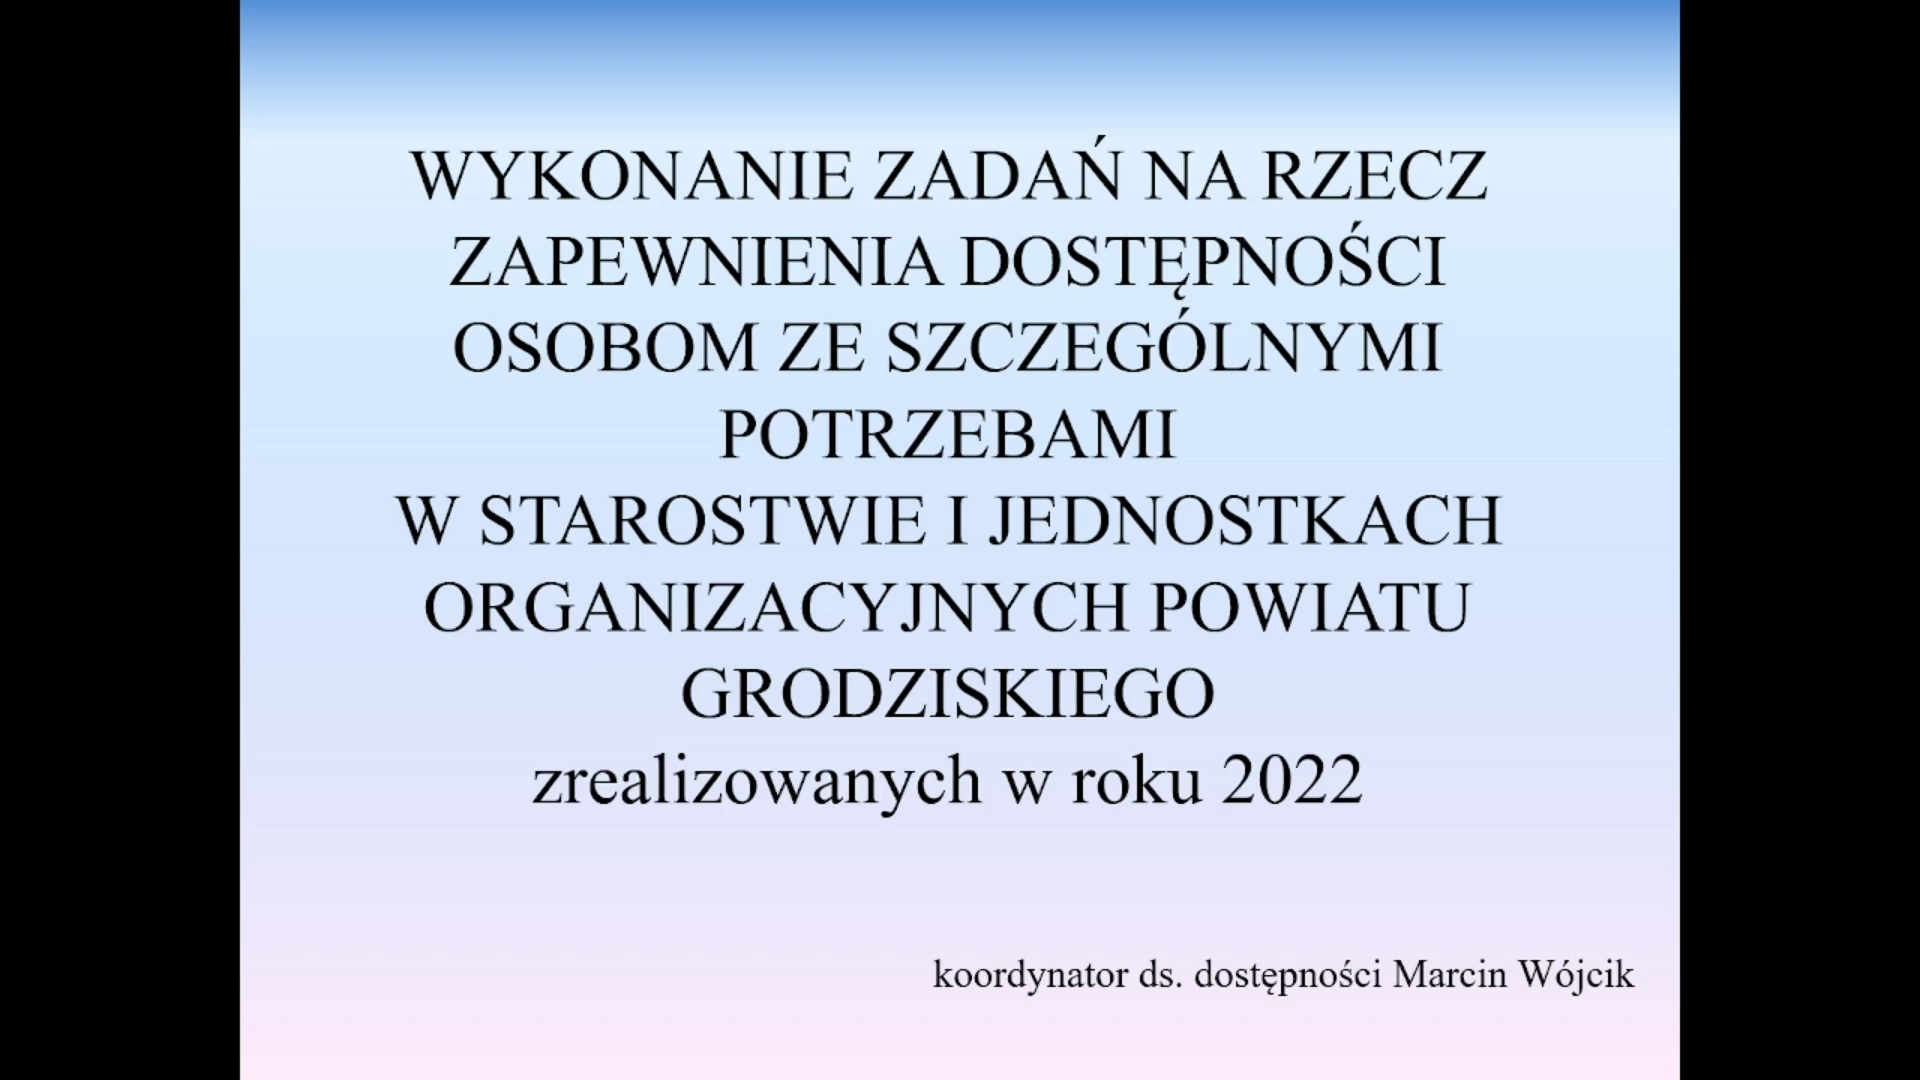 WYKONANIE ZADAŃ NA RZECZ
ZAPEWNIENIA DOSTĘPNOŚCI
OSOBOM ZE SZCZEGÓLNYMI
POTRZEBAMI
W STAROSTWIE I JEDNOSTKACH
ORGANIZACYJNYCH POWIATU
GRODZISKIEGO
zrealizowanych w roku 2022
koordynator ds. dostępności Marcin Wójcik